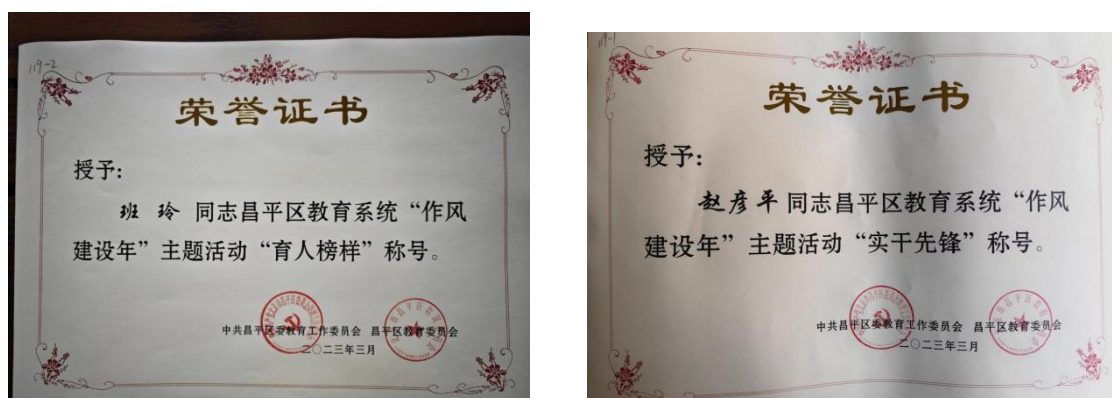 119-2
荣誉证书
授予:
班 玲 同志昌平区教育系统“作风
建设年”主题活动“育人榜样”称号。
中共昌平区委教育工作委员会 昌平区教育委员会
二〇二三年三月
119-1
荣誉证书
授予:
赵彦平同志昌平区教育系统“作风
建设年”主题活动“实干先锋”称号。
中共昌平区委教育工作委员会 昌平区教育委员会
二〇二三年三月